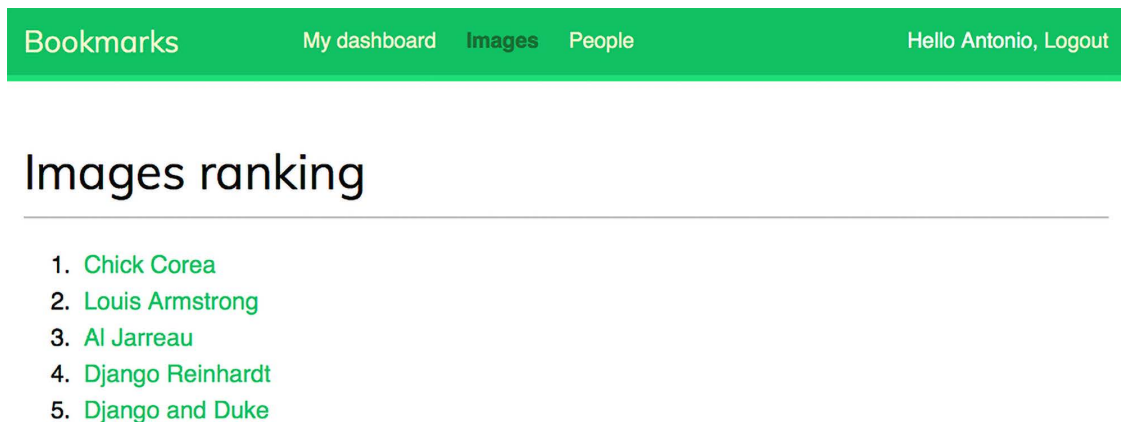 Bookmarks My dashboard Images People Hello Antonio, Logout
Images ranking
1. Chick Corea
2. Louis Armstrong
3. Al Jarreau
4. Django Reinhardt
5. Django and Duke